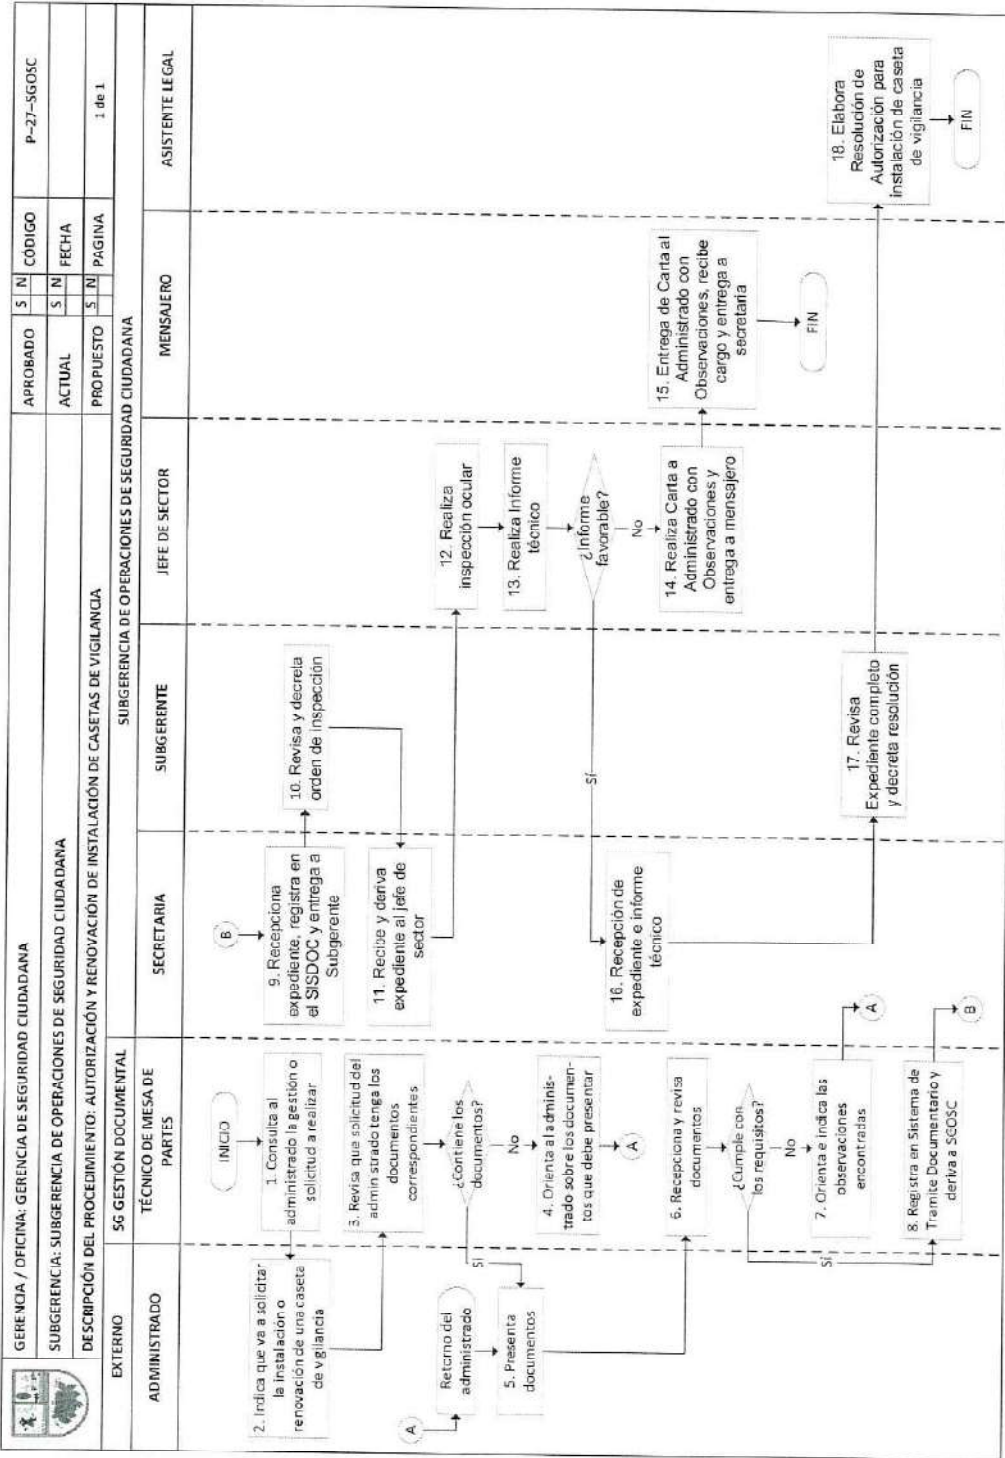 GERENCIA / OFICINA: GERENCIA DE SEGURIDAD CIUDADANA
APROBADO
S N
CÓDIGO
P-27-SGOSC
SUBGERENCIA: SUBGERENCIA DE OPERACIONES DE SEGURIDAD CIUDADANA
ACTUAL
S N
FECHA
DESCRIPCIÓN DEL PROCEDIMIENTO: AUTORIZACIÓN Y RENOVACIÓN DE INSTALACIÓN DE CASETAS DE VIGILANCIA
PROPUESTO
S N
PAGINA
1 de 1
EXTERNO
SG GESTIÓN DOCUMENTAL
SUBGERENCIA DE OPERACIONES DE SEGURIDAD CIUDADANA
ADMINISTRADO
TÉCNICO DE MESA DE
PARTES
SECRETARIA
SUBGERENTE
JEFE DE SECTOR
MENSAJERO
ASISTENTE LEGAL
INICIO
1. Consulta al
administrado la gestión o
solicitud a realizar
2. Indica que va a solicitar
la instalación o
renovación de una caseta
de vigilancia
3. Revisa que solicitud del
administrado tenga los
documentos
correspondientes
¿Contiene los
documentos?
Sí
No
4. Orienta al adminis-
trado sobre los documen-
tos que debe presentar
A
A
Retorno del
administrado
5. Presenta
documentos
6. Recepciona y revisa
documentos
¿Cumple con
los requisitos?
No
Sí
7. Orienta e indica las
observaciones
encontradas
A
8. Registra en Sistema de
Tramite Documentario y
deriva a SGOSC
B
B
9. Recepciona
expediente, registra en
el SISDOC y entrega a
Subgerente
10. Revisa y decreta
orden de inspección
11. Recibe y deriva
expediente al jefe de
sector
12. Realiza
inspección ocular
13. Realiza Informe
técnico
¿Informe
favorable?
No
Sí
14. Realiza Carta a
Administrado con
Observaciones y
entrega a mensajero
15. Entrega de Carta al
Administrado con
Observaciones, recibe
cargo y entrega a
secretaria
FIN
16. Recepción de
expediente e informe
técnico
17. Revisa
Expediente completo
y decreta resolución
18. Elabora
Resolución de
Autorización para
instalación de caseta
de vigilancia
FIN